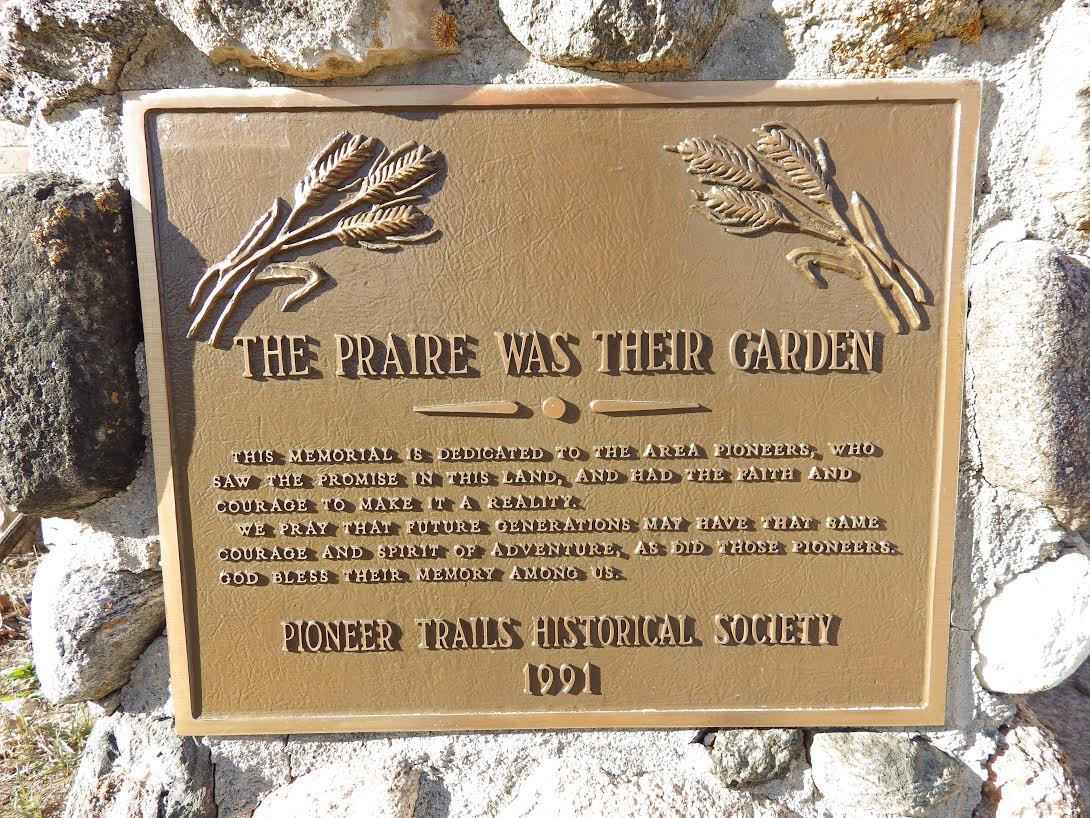 THE PRAIRE WAS THEIR GARDEN
THIS MEMORIAL IS DEDICATED TO THE AREA PIONEERS, WHO
SAW THE PROMISE IN THIS LAND, AND HAD THE FAITH AND
COURAGE TO MAKE IT A REALITY.
WE PRAY THAT FUTURE GENERATIONS MAY HAVE THAT SAME
COURAGE AND SPIRIT OF ADVENTURE, AS DID THOSE PIONEERS.
GOD BLESS THEIR MEMORY AMONG US.
PIONEER TRAILS HISTORICAL SOCIETY
1991